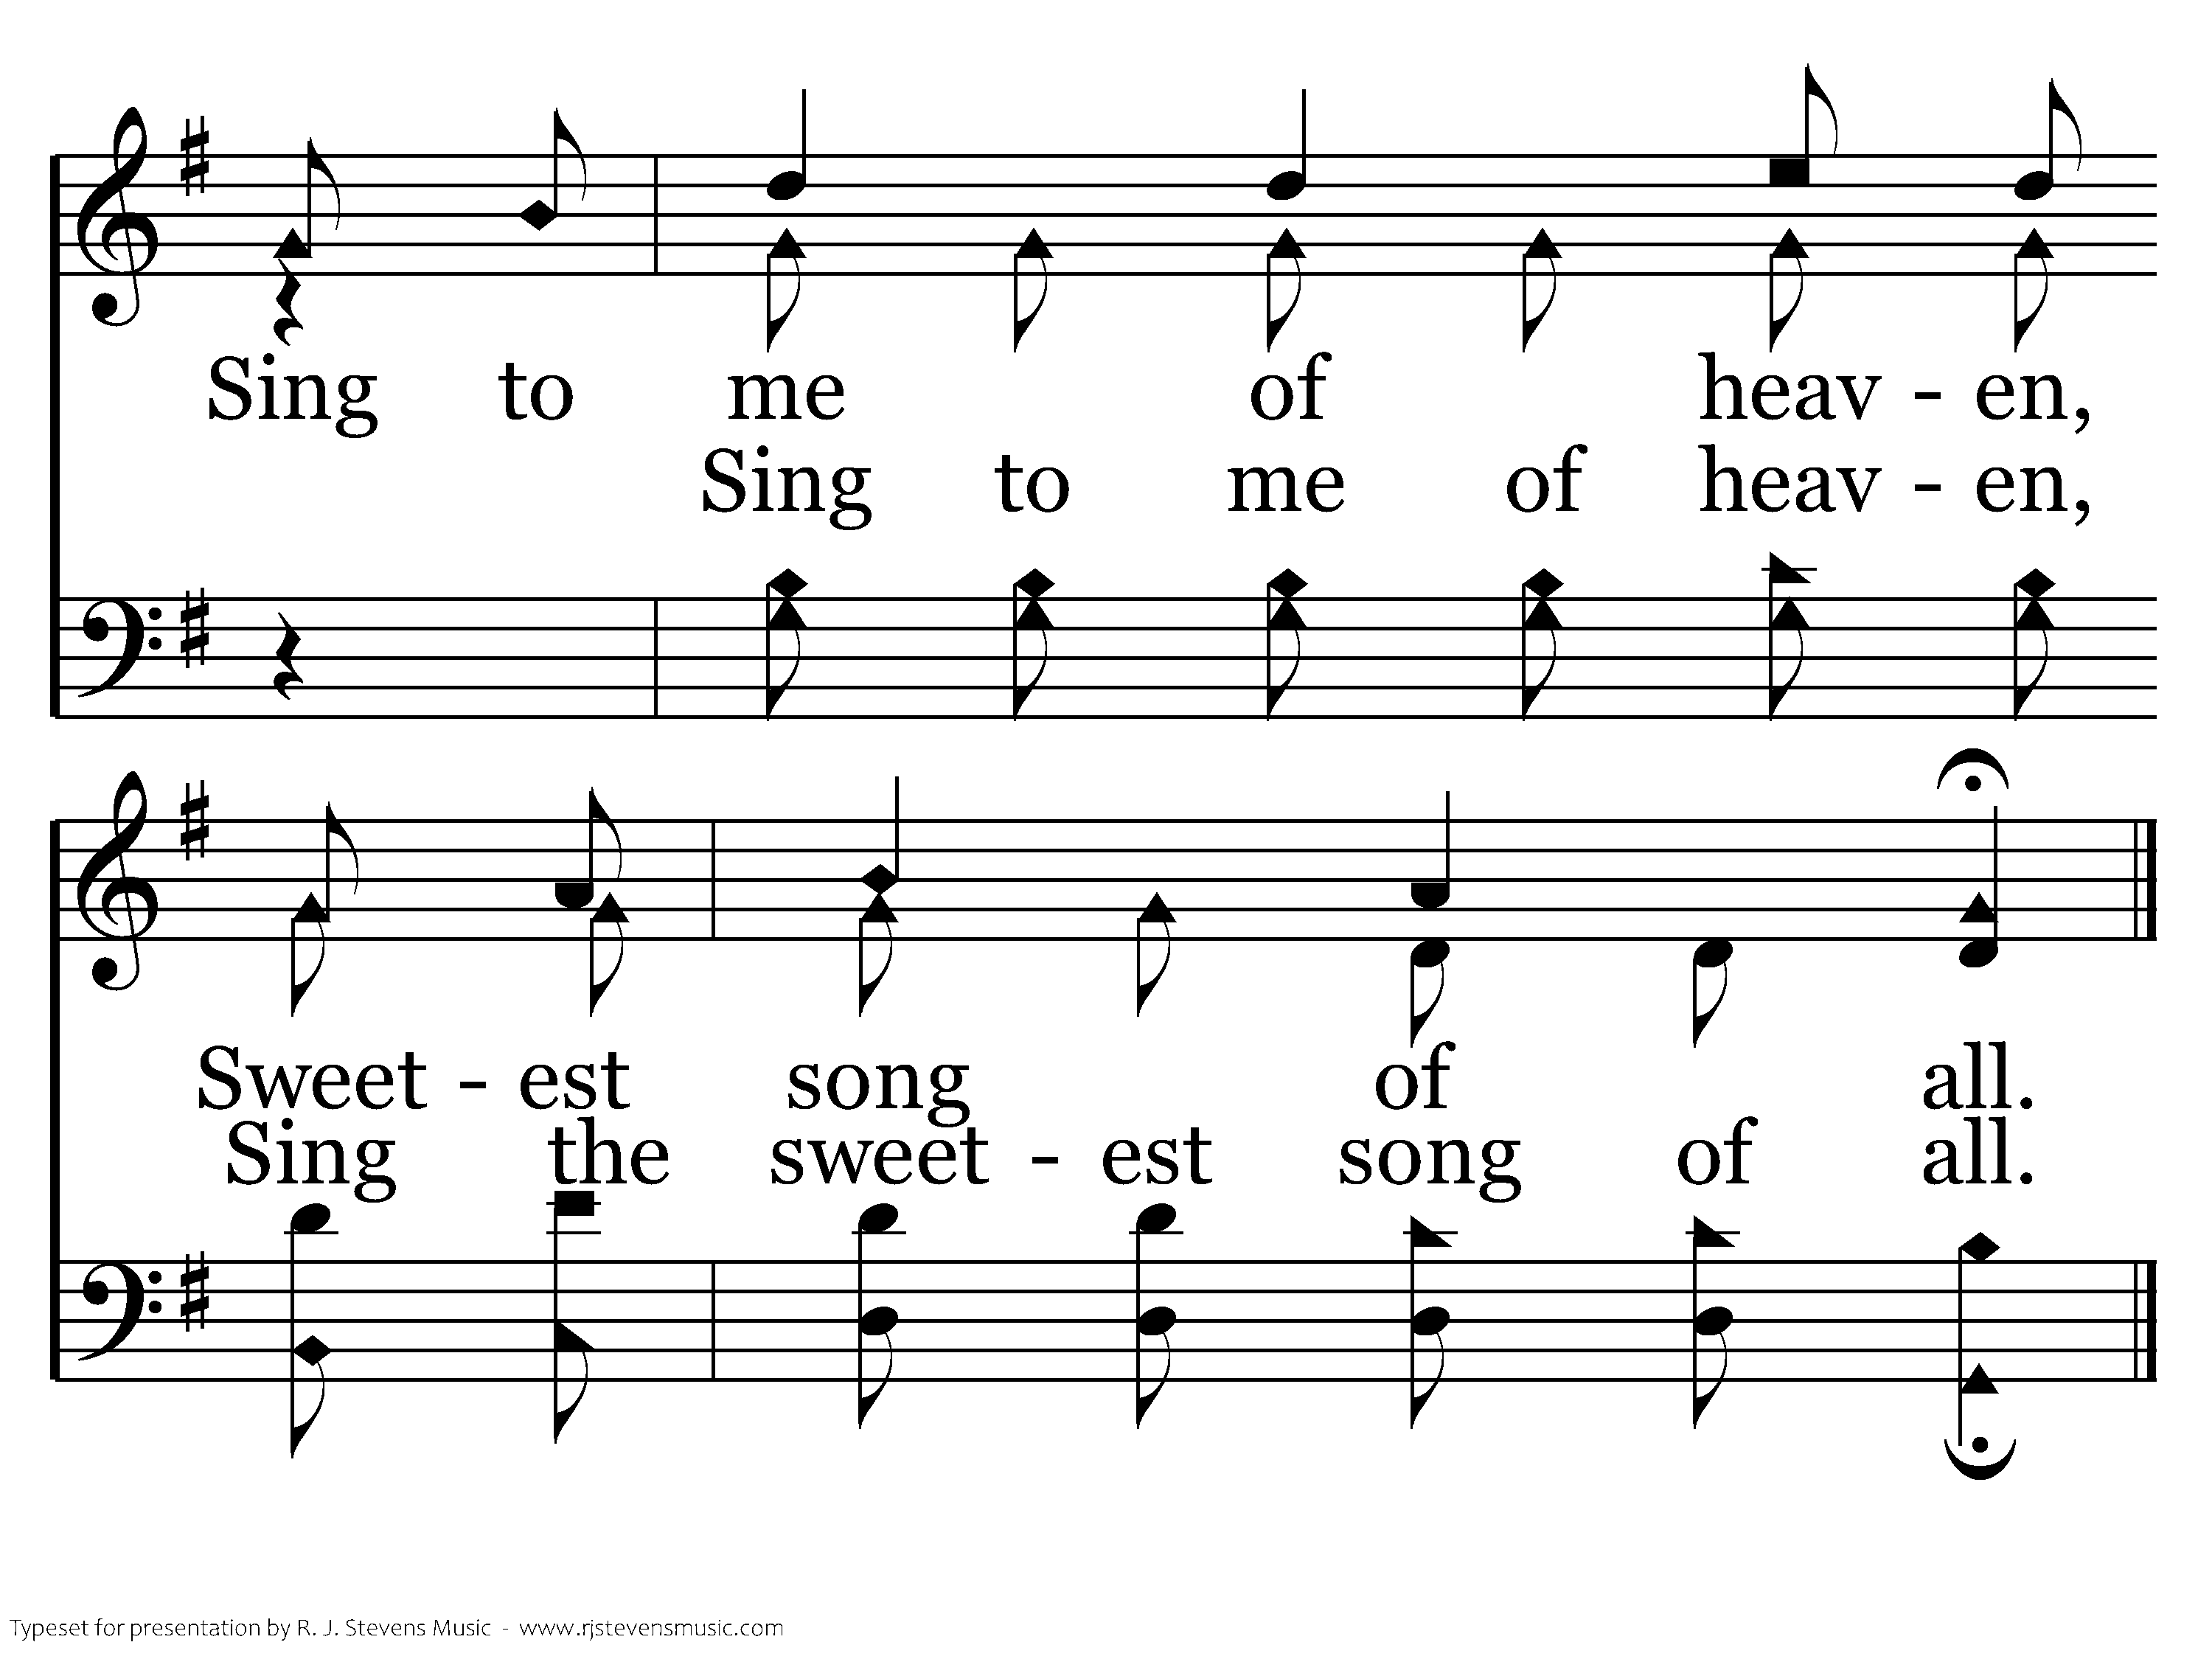 Sing to me of heav - en,
Sing to me of heav - en,
Sweet - est song of all.
Sing the sweet - est song of all.
Typeset for presentation by R. J. Stevens Music - www.rjstevensmusic.com